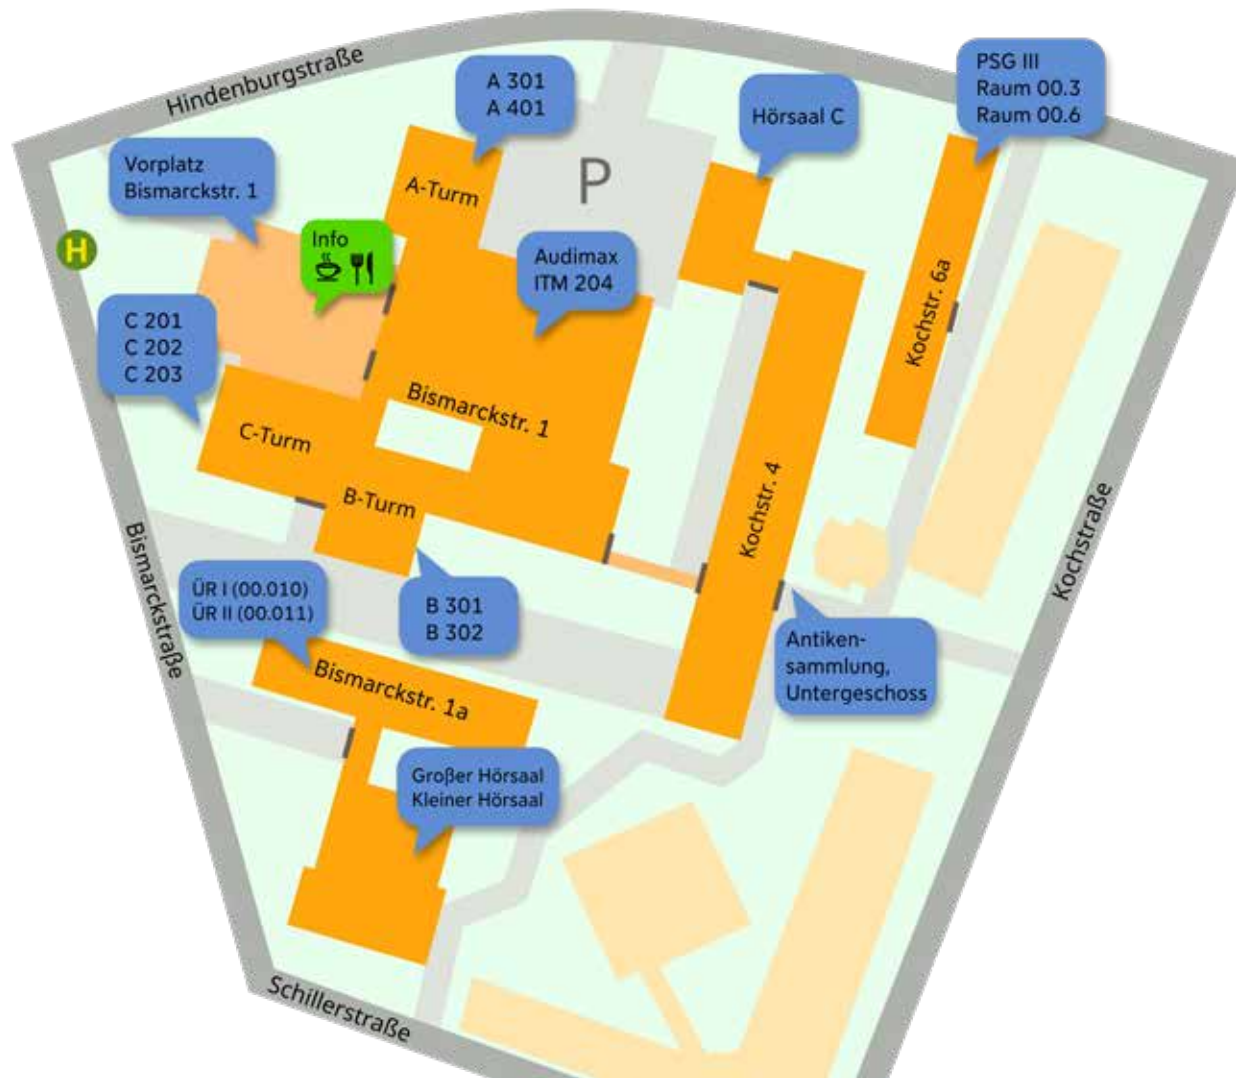 Hindenburgstraße
A 301
A 401
PSG III
Raum 00.3
Raum 00.6
Hörsaal C
Vorplatz
Bismarckstr. 1
P
A-Turm
H
Info
Audimax
ITM 204
C 201
C 202
C 203
Kochstr. 6a
Bismarckstr. 1
C-Turm
B-Turm
Kochstr. 4
Kochstraße
Bismarckstraße
ÜR I (00.010)
ÜR II (00.011)
B 301
B 302
Antiken-
sammlung,
Untergeschoss
Bismarckstr. 1a
Großer Hörsaal
Kleiner Hörsaal
Schillerstraße